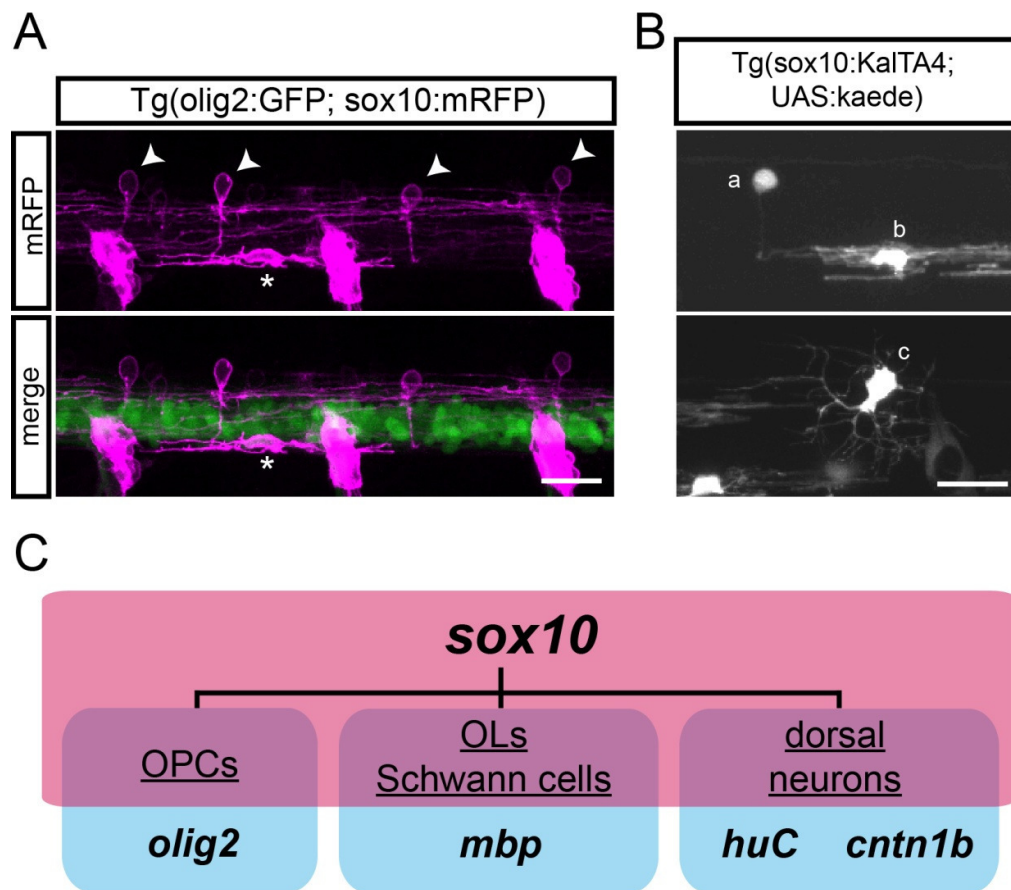 A
Tg(olig2:GFP; sox10:mRFP)
mRFP
*
merge
*
B
Tg(sox10:KalTA4;
UAS:kaede)
a
b
c
C
sox10
OPCs
olig2
OLs
Schwann cells
mbp
dorsal
neurons
huC cntn1b